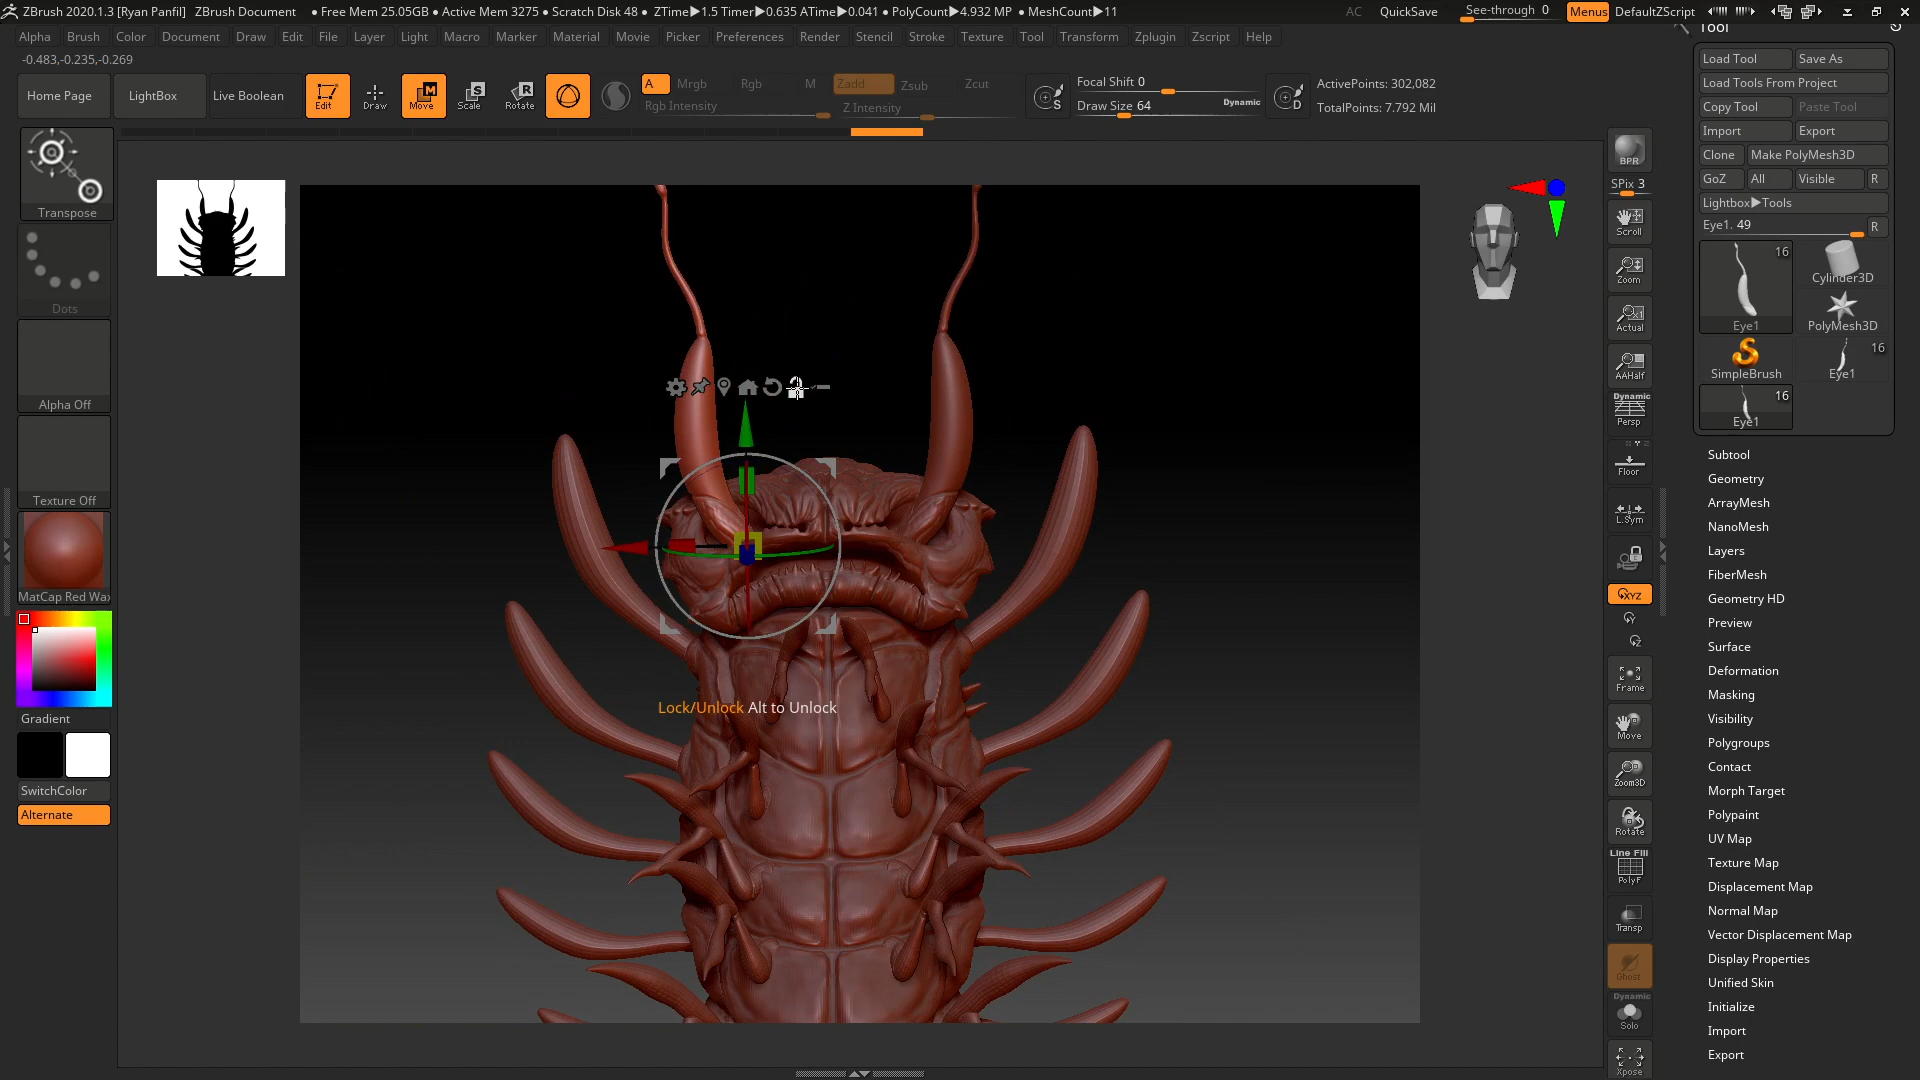 ZBrush 2020.1.3 [Ryan Panfil] ZBrush Document • Free Mem 25.05GB • Active Mem 3275 • Scratch Disk 48 • ZTime▶1.5 Timer▶0.635 ATime▶0.041 • PolyCount▶4.932 MP • MeshCount▶11 AC QuickSave See-through 0 Menus DefaultZScript
Alpha Brush Color Document Draw Edit File Layer Light Macro Marker Material Movie Picker Preferences Render Stencil Stroke Texture Tool Transform Zplugin Zscript Help
-0.483,-0.235,-0.269
Home Page LightBox Live Boolean Edit Draw Move Scale Rotate
A Mrgb Rgb M Zadd Zsub Zcut
Rgb Intensity Z Intensity
S Focal Shift 0
Draw Size 64 Dynamic
D ActivePoints: 302,082
TotalPoints: 7.792 Mil
Transpose
Dots
Alpha Off
Texture Off
MatCap Red Wax
Gradient
SwitchColor
Alternate
Lock/Unlock Alt to Unlock
BPR
SPix 3
Scroll
Zoom
Actual
AAHalf
Dynamic
Persp
Floor
L.Sym
XYZ
Y
Z
Frame
Move
Zoom3D
Rotate
Line Fill
PolyF
Transp
Ghost
Dynamic
Solo
Xpose
Tool
Load Tool Save As
Load Tools From Project
Copy Tool Paste Tool
Import Export
Clone Make PolyMesh3D
GoZ All Visible R
Lightbox▶Tools
Eye1. 49 R
16
Eye1
Cylinder3D
PolyMesh3D
SimpleBrush
16
Eye1
16
Eye1
Subtool
Geometry
ArrayMesh
NanoMesh
Layers
FiberMesh
Geometry HD
Preview
Surface
Deformation
Masking
Visibility
Polygroups
Contact
Morph Target
Polypaint
UV Map
Texture Map
Displacement Map
Normal Map
Vector Displacement Map
Display Properties
Unified Skin
Initialize
Import
Export